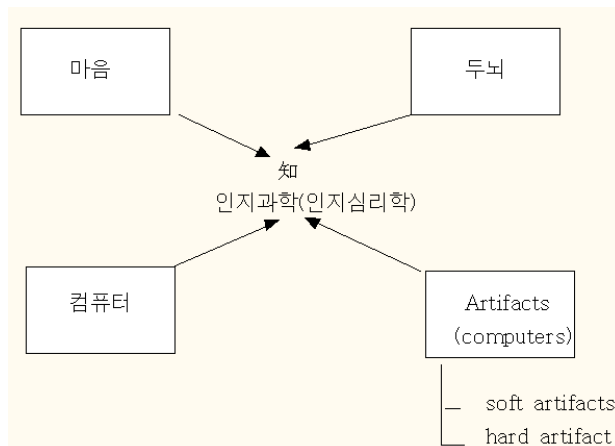 마음
두뇌
知
인지과학(인지심리학)
컴퓨터
Artifacts
(computers)
soft artifacts
hard artifact